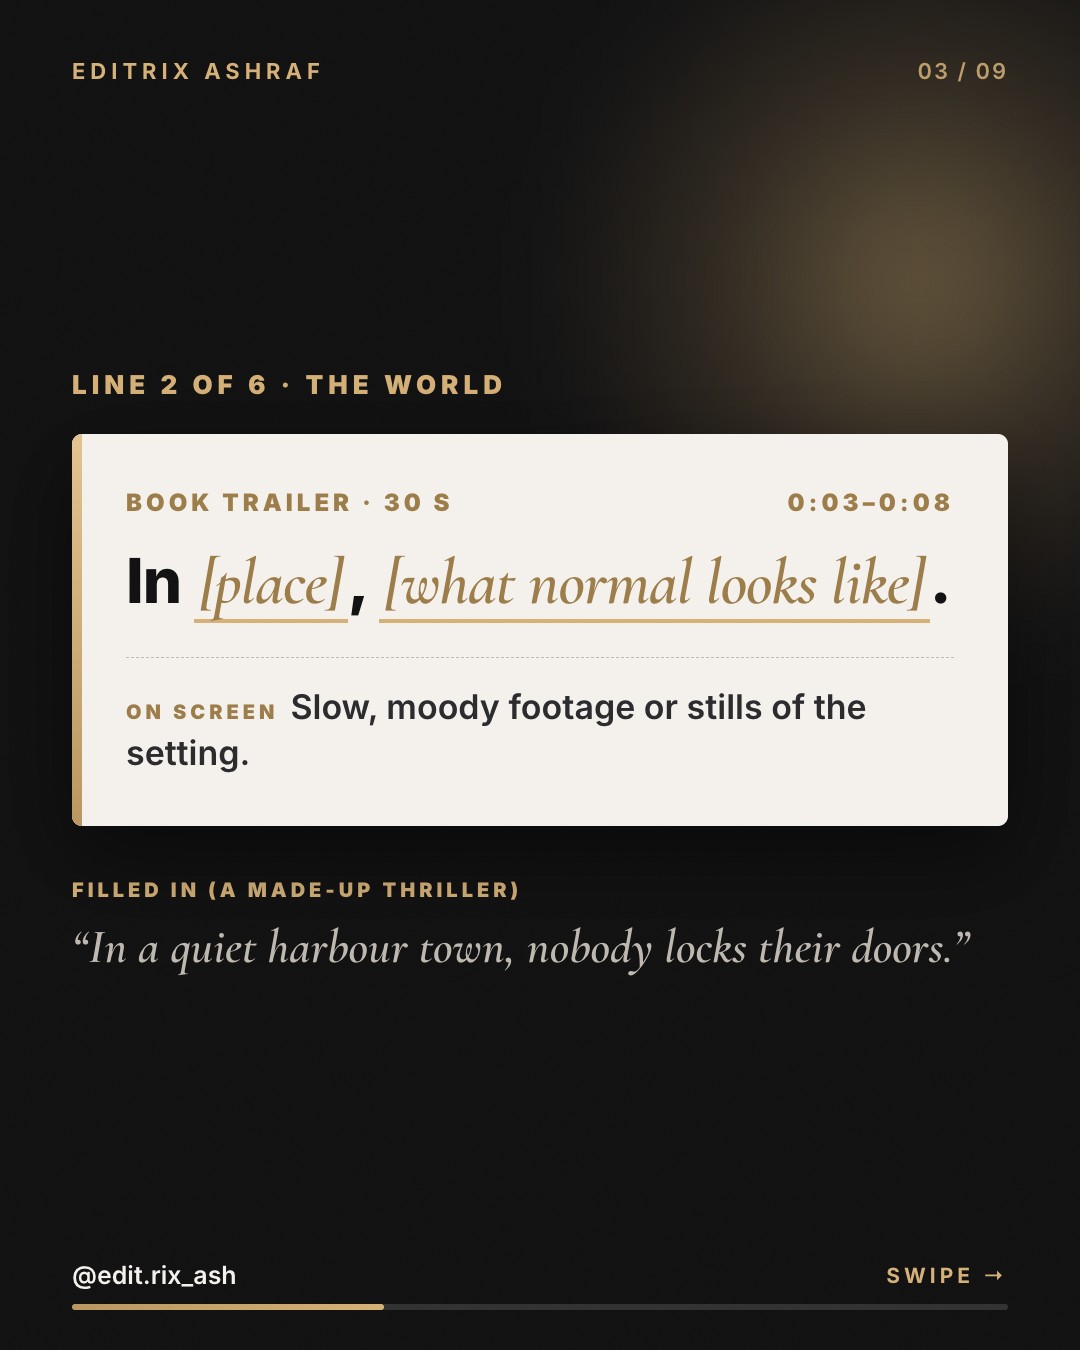 EDITRIX ASHRAF
03 / 09
LINE 2 OF 6 · THE WORLD
BOOK TRAILER · 30 S
0:03–0:08
In [place], [what normal looks like].
ON SCREEN Slow, moody footage or stills of the
setting.
FILLED IN (A MADE-UP THRILLER)
“In a quiet harbour town, nobody locks their doors.”
@edit.rix_ash
SWIPE →